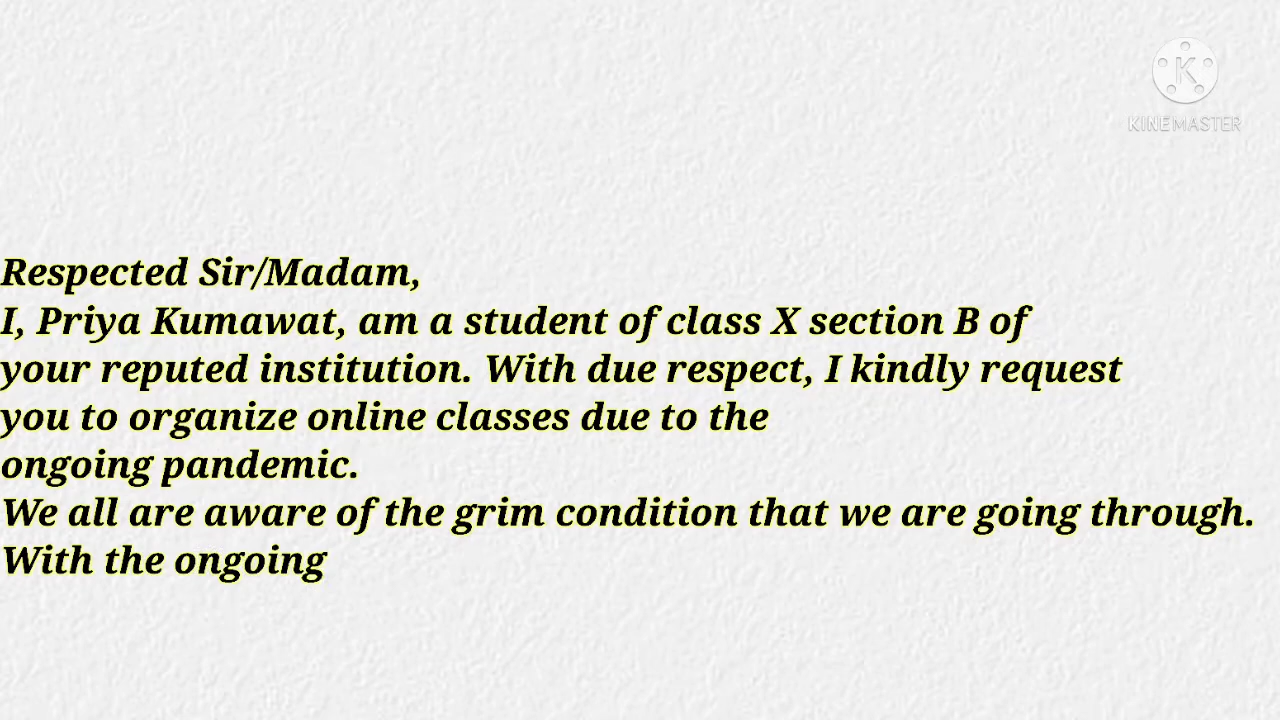 KINEMASTER
Respected Sir/Madam,
I, Priya Kumawat, am a student of class X section B of
your reputed institution. With due respect, I kindly request
you to organize online classes due to the
ongoing pandemic.
We all are aware of the grim condition that we are going through.
With the ongoing